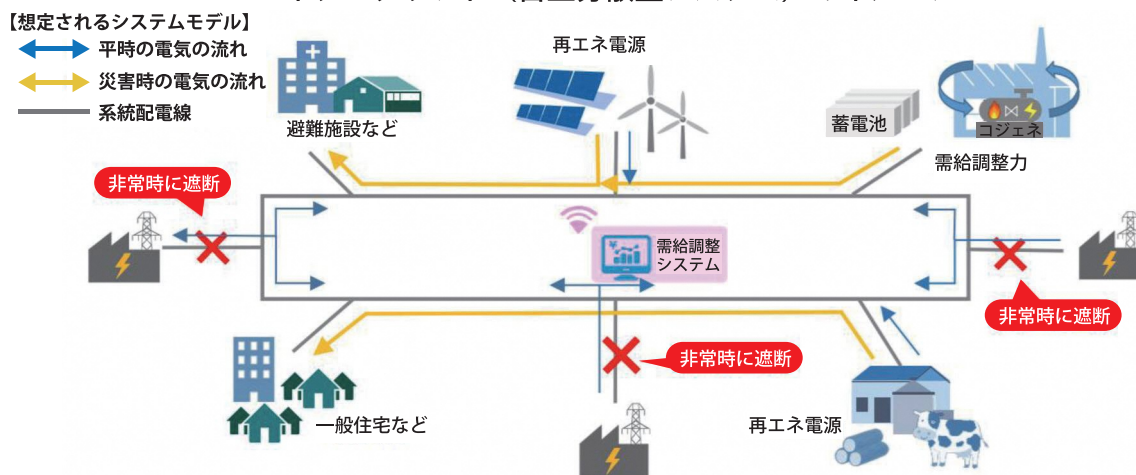 【想定されるシステムモデル】
平時の電気の流れ
災害時の電気の流れ
系統配電線
避難施設など
再エネ電源
蓄電池
コジェネ
需給調整力
非常時に遮断
需給調整
システム
非常時に遮断
非常時に遮断
一般住宅など
再エネ電源